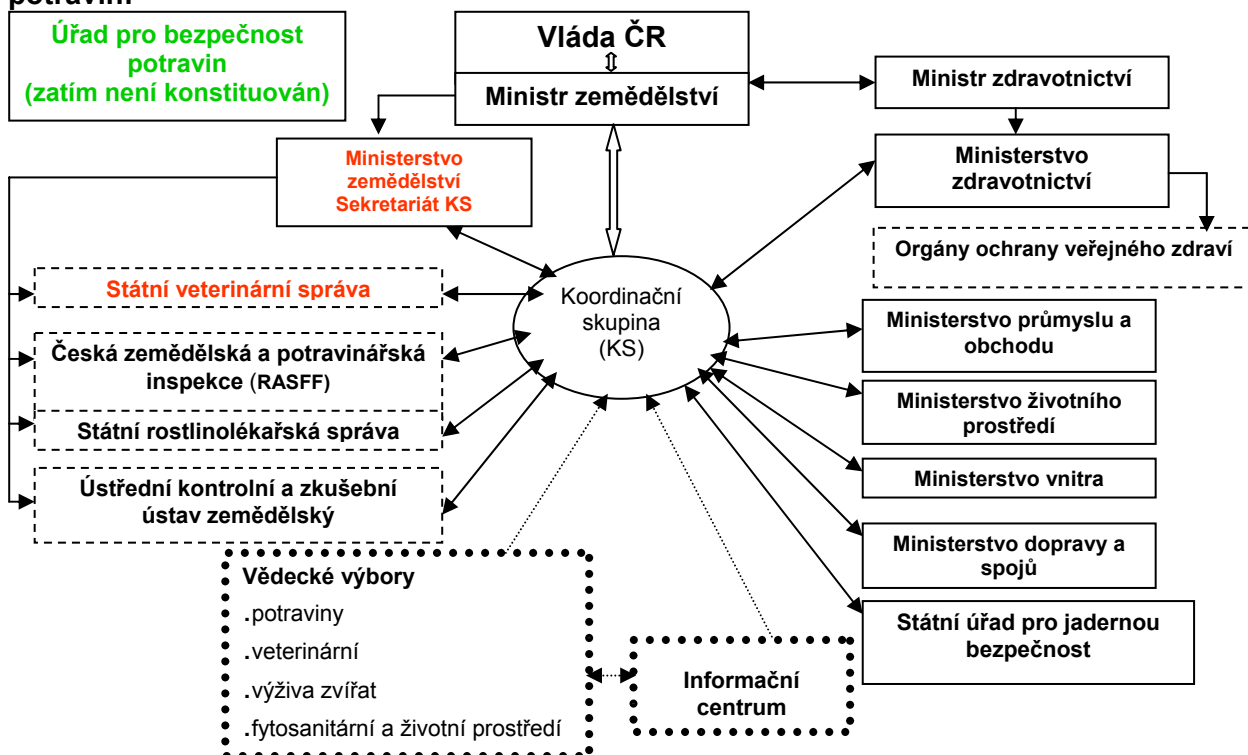 potravin.
Úřad pro bezpečnost
potravin
(zatím není konstituován)
Vláda ČR
⇕
Ministr zemědělství
Ministr zdravotnictví
Ministerstvo
zemědělství
Sekretariát KS
Ministerstvo
zdravotnictví
Orgány ochrany veřejného zdraví
Státní veterinární správa
Koordinační
skupina
(KS)
Česká zemědělská a potravinářská
inspekce (RASFF)
Státní rostlinolékařská správa
Ústřední kontrolní a zkušební
ústav zemědělský
Ministerstvo průmyslu a
obchodu
Ministerstvo životního
prostředí
Ministerstvo vnitra
Ministerstvo dopravy a
spojů
Státní úřad pro jadernou
bezpečnost
Vědecké výbory
.potraviny
.veterinární
.výživa zvířat
.fytosanitární a životní prostředí
Informační
centrum